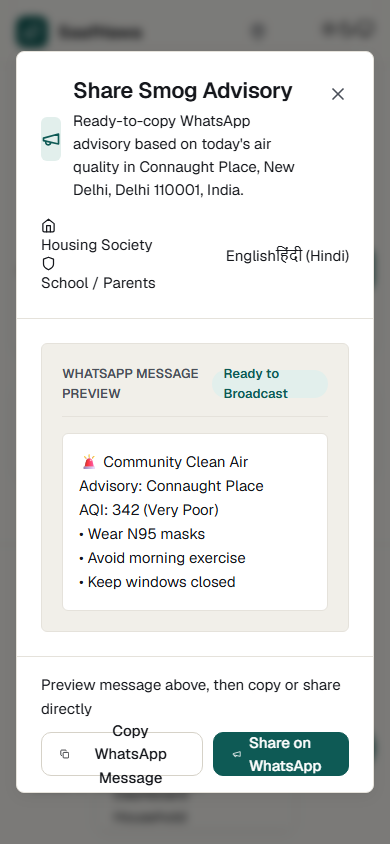 Share Smog Advisory
Ready-to-copy WhatsApp
advisory based on today's air
quality in Connaught Place, New
Delhi, Delhi 110001, India.
Housing Society
School / Parents
Englishहिंदी (Hindi)
WHATSAPP MESSAGE
PREVIEW
Ready to
Broadcast
🚨 Community Clean Air
Advisory: Connaught Place
AQI: 342 (Very Poor)
• Wear N95 masks
• Avoid morning exercise
• Keep windows closed
Preview message above, then copy or share
directly
Copy
WhatsApp
Message
Share on
WhatsApp